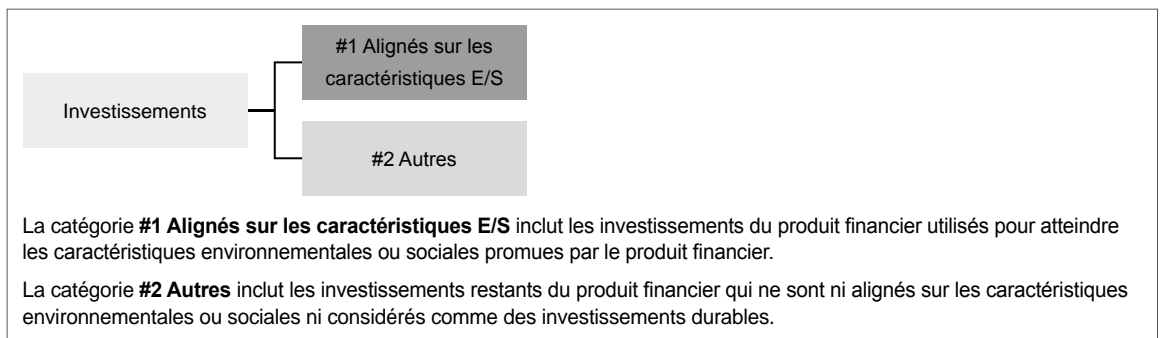 #1 Alignés sur les
caractéristiques E/S
Investissements
#2 Autres
La catégorie #1 Alignés sur les caractéristiques E/S inclut les investissements du produit financier utilisés pour atteindre
les caractéristiques environnementales ou sociales promues par le produit financier.
La catégorie #2 Autres inclut les investissements restants du produit financier qui ne sont ni alignés sur les caractéristiques
environnementales ou sociales ni considérés comme des investissements durables.